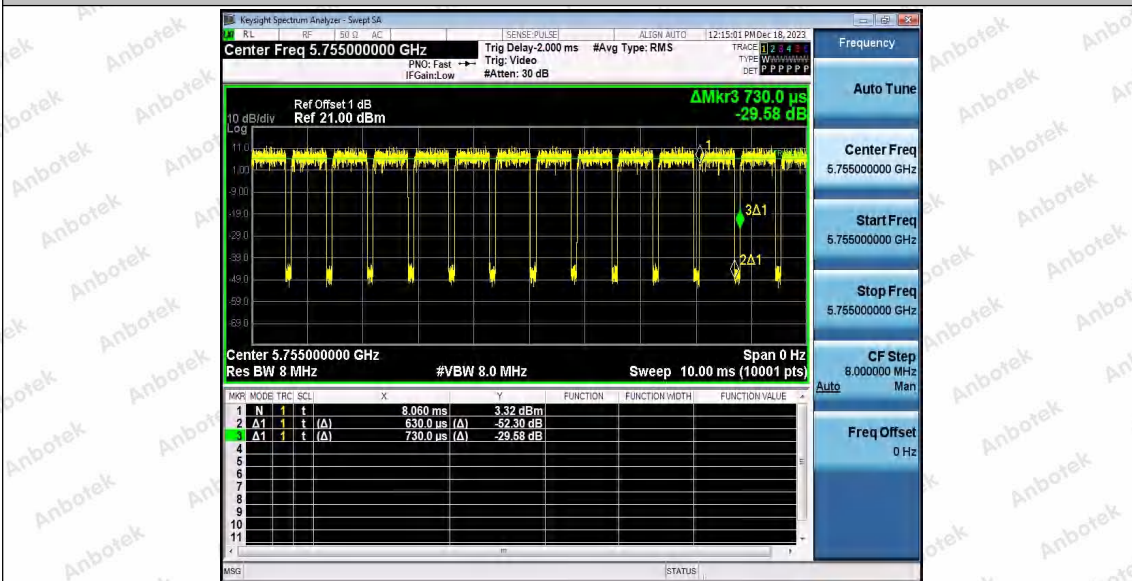 Keysight Spectrum Analyzer - Swept SA
RL RF 50 Ω AC SENSE:PULSE ALIGN AUTO 12:15:01 PM Dec 18, 2023
Center Freq 5.755000000 GHz
PNO: Fast
IFGain:Low
Trig Delay-2.000 ms
Trig: Video
#Atten: 30 dB
#Avg Type: RMS
TRACE 1 2 3 4 5 6
TYPE WWWWWW
DET P P P P P P
Frequency
Auto Tune
Center Freq
5.755000000 GHz
Start Freq
5.755000000 GHz
Stop Freq
5.755000000 GHz
CF Step
8.000000 MHz
Auto Man
Freq Offset
0 Hz
ΔMkr3 730.0 µs
-29.58 dB
Ref Offset 1 dB
10 dB/div Ref 21.00 dBm
Log
11.0
1.00
-9.00
-19.0
-29.0
-39.0
-49.0
-59.0
-69.0
1
3Δ1
2Δ1
Center 5.755000000 GHz Span 0 Hz
Res BW 8 MHz #VBW 8.0 MHz Sweep 10.00 ms (10001 pts)
MKR MODE TRC SCL X Y FUNCTION FUNCTION WIDTH FUNCTION VALUE
1 N 1 t 8.060 ms 3.32 dBm
2 Δ1 1 t (Δ) 630.0 µs (Δ) -52.30 dB
3 Δ1 1 t (Δ) 730.0 µs (Δ) -29.58 dB
4
5
6
7
8
9
10
11
MSG STATUS
Anbotek